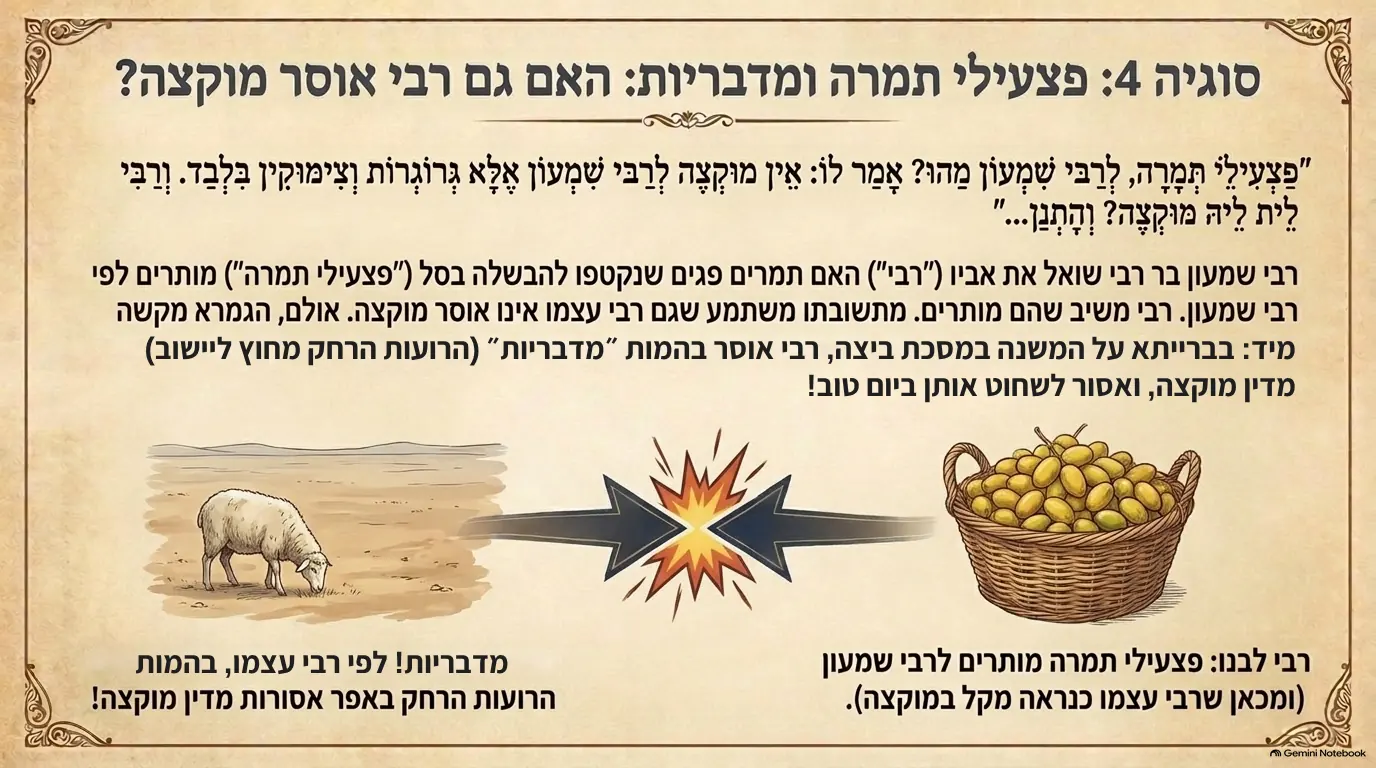 סוגיה 4: פצעילי תמרה ומדבריות: האם גם רבי אוסר מוקצה?
"פַּצְעִילֵי תְּמָרָה, לְרַבִּי שִׁמְעוֹן מַהוּ? אָמַר לוֹ: אֵין מוּקְצֶה לְרַבִּי שִׁמְעוֹן אֶלָּא גְּרוֹגְרוֹת וְצִימּוּקִין בִּלְבַד. וְרַבִּי
לֵית לֵיהּ מוּקְצֶה? וְהָתְנַן..."
רבי שמעון בר רבי שואל את אביו ("רבי") האם תמרים פגים שנקטפו להבשלה בסל ("פצעילי תמרה") מותרים לפי
רבי שמעון. רבי משיב שהם מותרים. מתשובתו משתמע שגם רבי עצמו אינו אוסר מוקצה. אולם, הגמרא מקשה
מיד: בברייתא על המשנה במסכת ביצה, רבי אוסר בהמות "מדבריות" (הרועות הרחק מחוץ ליישוב)
מדין מוקצה, ואסור לשחוט אותן ביום טוב!
רבי לבנו: פצעילי תמרה מותרים לרבי שמעון
(ומכאן שרבי עצמו כנראה מקל במוקצה).
מדבריות! לפי רבי עצמו, בהמות
הרועות הרחק באפר אסורות מדין מוקצה!
Gemini Notebook